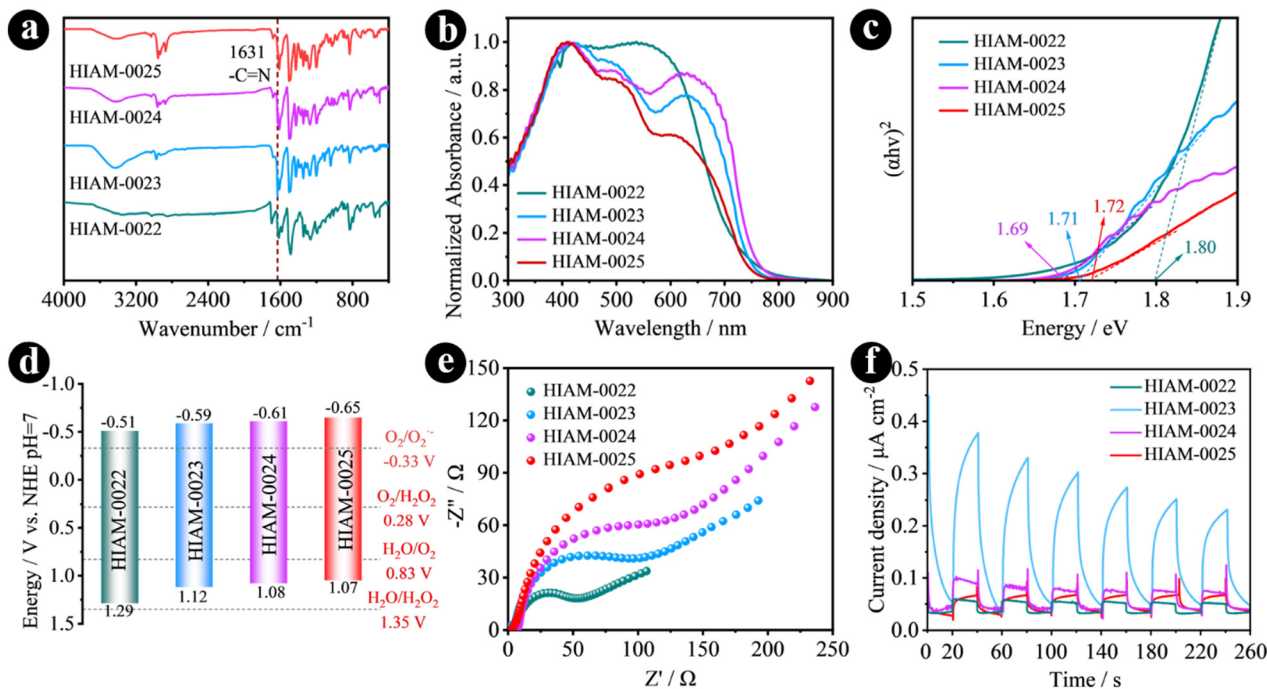 a
HIAM-0025
1631
-C=N
HIAM-0024
HIAM-0023
HIAM-0022
4000 3200 2400 1600 800
Wavenumber / cm-1
b
Normalized Absorbance / a.u.
1.0
0.8
0.6
0.4
0.2
0.0
HIAM-0022
HIAM-0023
HIAM-0024
HIAM-0025
300 400 500 600 700 800 900
Wavelength / nm
c
(αhν)2
HIAM-0022
HIAM-0023
HIAM-0024
HIAM-0025
1.69
1.71
1.72
1.80
1.5 1.6 1.7 1.8 1.9
Energy / eV
d
Energy / V vs. NHE pH=7
-1.0
-0.5
0.0
0.5
1.0
1.5
-0.51 -0.59 -0.61 -0.65
HIAM-0022
HIAM-0023
HIAM-0024
HIAM-0025
1.29 1.12 1.08 1.07
O2/O2·-
-0.33 V
O2/H2O2
0.28 V
H2O/O2
0.83 V
H2O/H2O2
1.35 V
e
-Z" / Ω
150
120
90
60
30
0
HIAM-0022
HIAM-0023
HIAM-0024
HIAM-0025
0 50 100 150 200 250
Z' / Ω
f
Current density / μA cm-2
0.5
0.4
0.3
0.2
0.1
0.0
HIAM-0022
HIAM-0023
HIAM-0024
HIAM-0025
0 20 40 60 80 100 120 140 160 180 200 220 240 260
Time / s